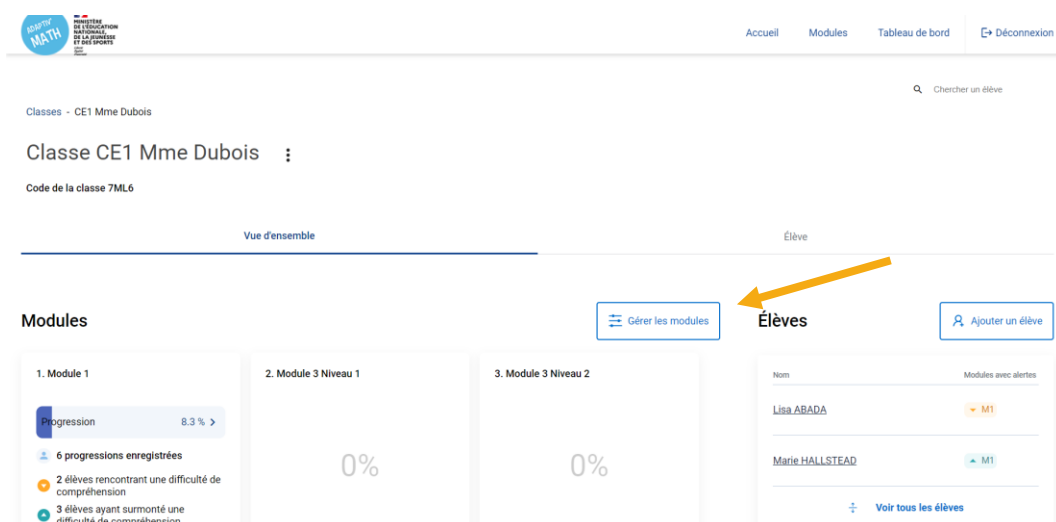 ADAPTIV'
MATH
MINISTÈRE
DE L'ÉDUCATION
NATIONALE,
DE LA JEUNESSE
ET DES SPORTS
Accueil Modules Tableau de bord Déconnexion
Chercher un élève
Classes - CE1 Mme Dubois
Classe CE1 Mme Dubois
Code de la classe 7ML6
Vue d'ensemble Élève
Modules Gérer les modules Élèves Ajouter un élève
1. Module 1 2. Module 3 Niveau 1 3. Module 3 Niveau 2 Nom Modules avec alertes
Progression 8.3 % Lisa ABADA M1
6 progressions enregistrées 0% 0% Marie HALLSTEAD M1
2 élèves rencontrant une difficulté de
compréhension
3 élèves ayant surmonté une Voir tous les élèves
difficulté de compréhension